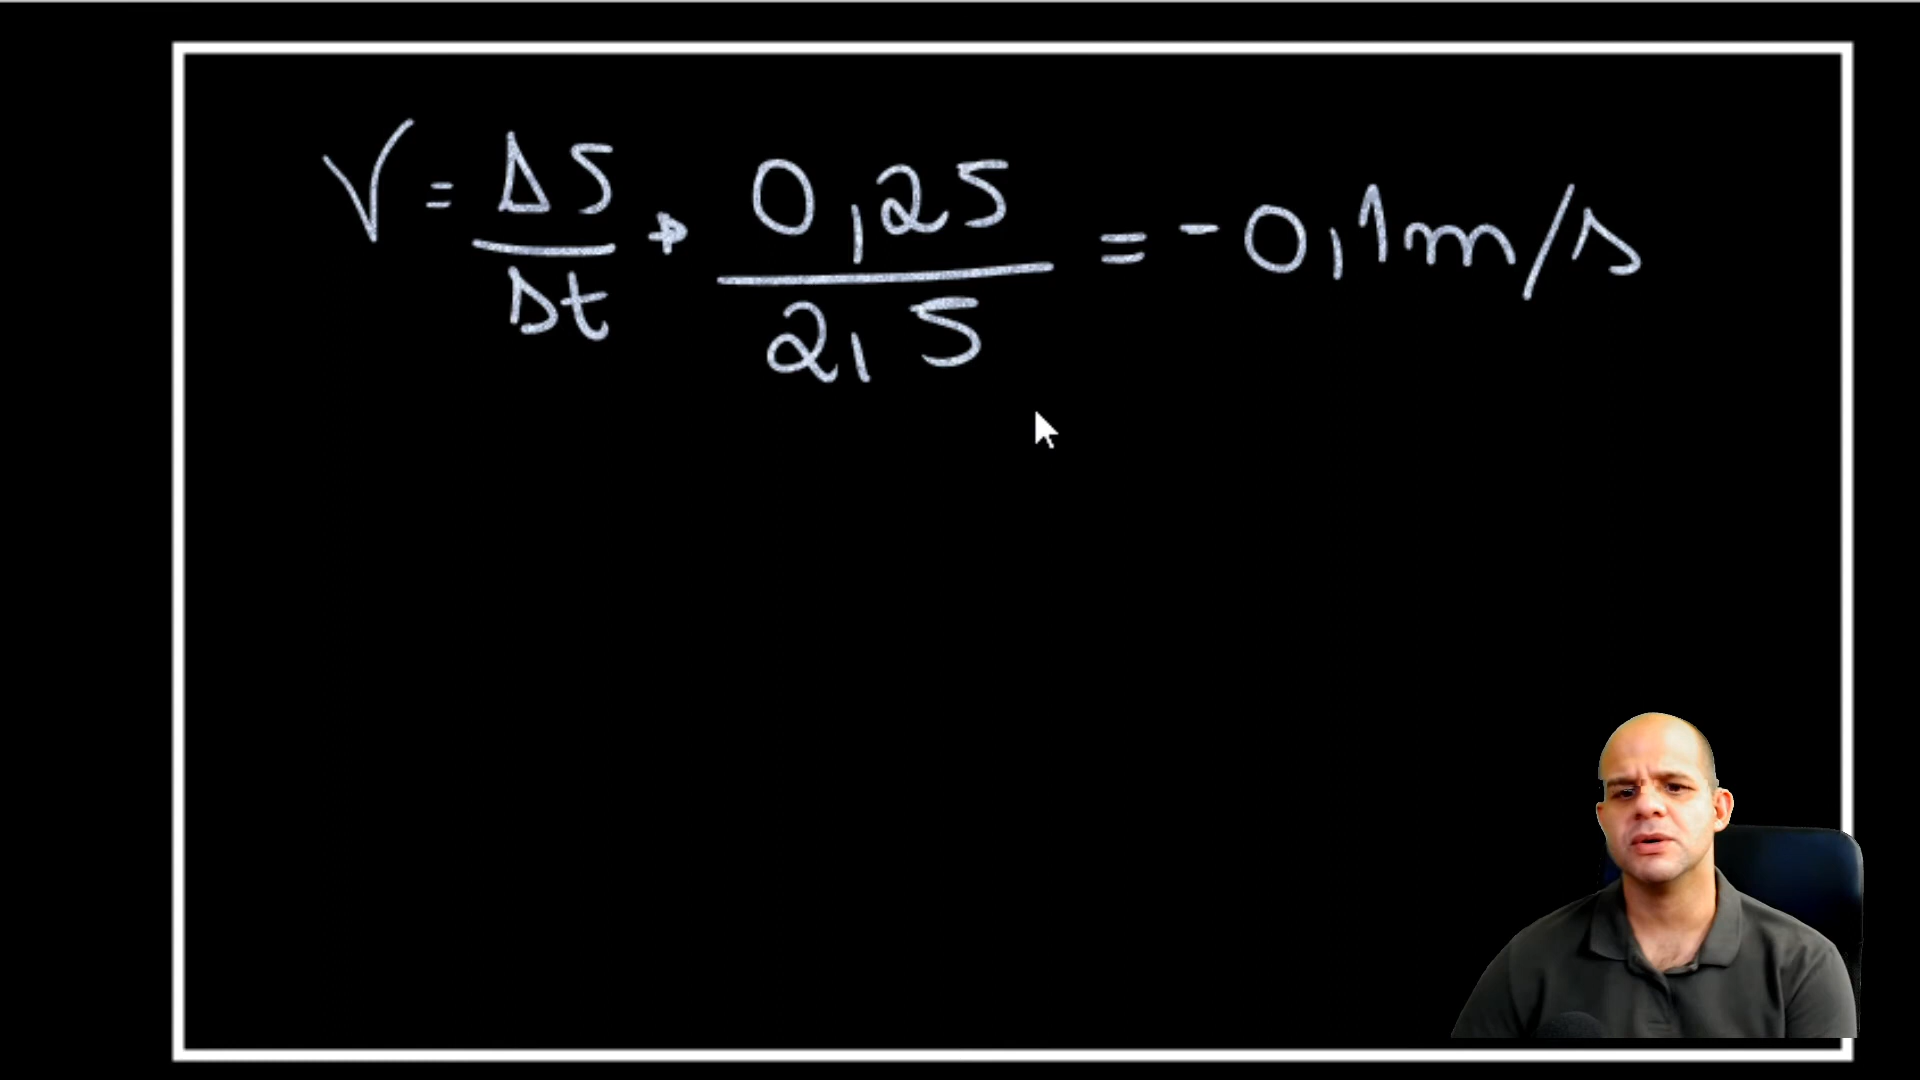 V = ΔS/Δt → 0,25/2,5 = -0,1m/s